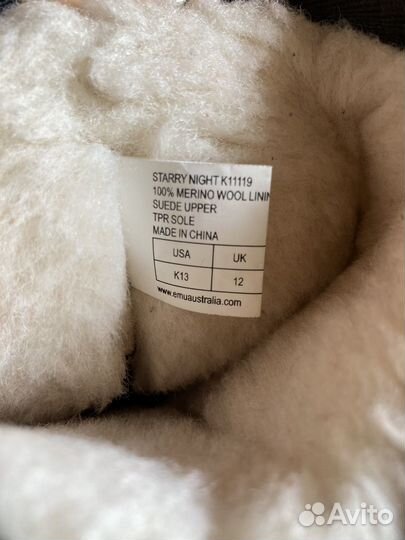 STARRY NIGHT K11119
100% MERINO WOOL LININ
SUEDE UPPER
TPR SOLE
MADE IN CHINA
USA UK
K13 12
www.emuaustralia.com
Avito